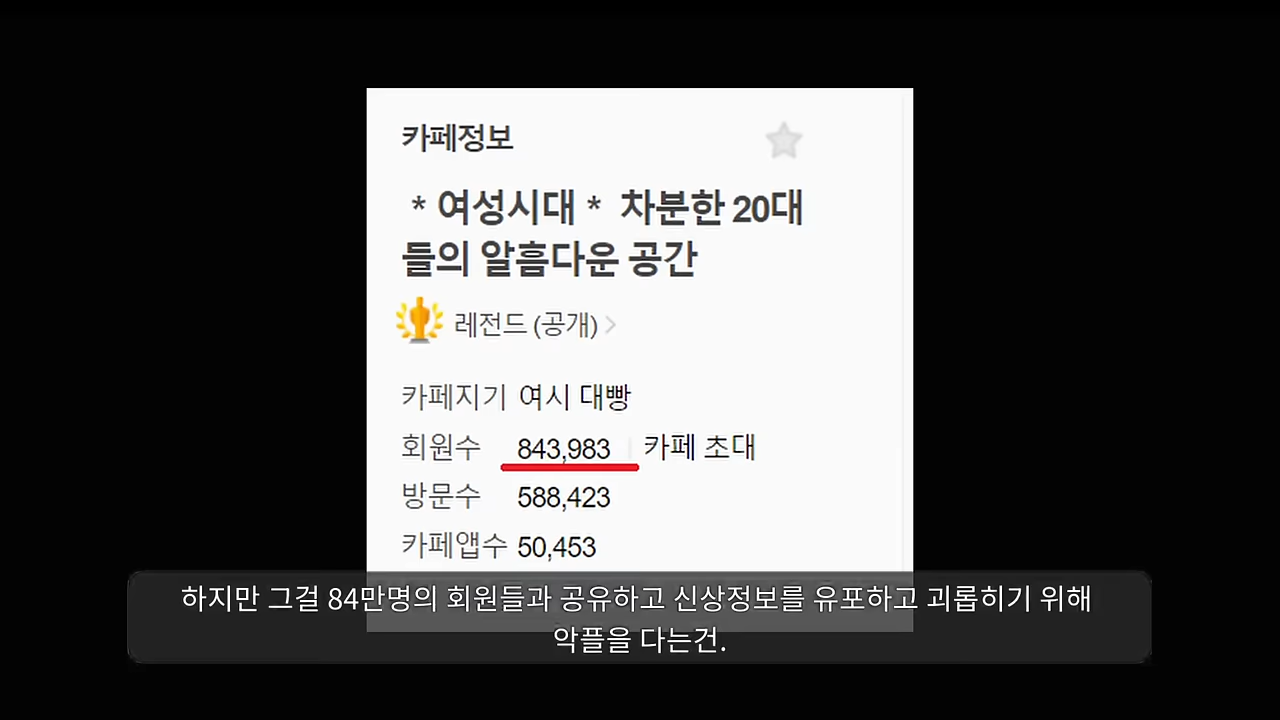 카페정보
* 여성시대 * 차분한 20대
들의 알흠다운 공간
레전드 (공개)
카페지기 여시 대빵
회원수 843,983 카페 초대
방문수 588,423
카페앱수 50,453
하지만 그걸 84만명의 회원들과 공유하고 신상정보를 유포하고 괴롭히기 위해
악플을 다는건.